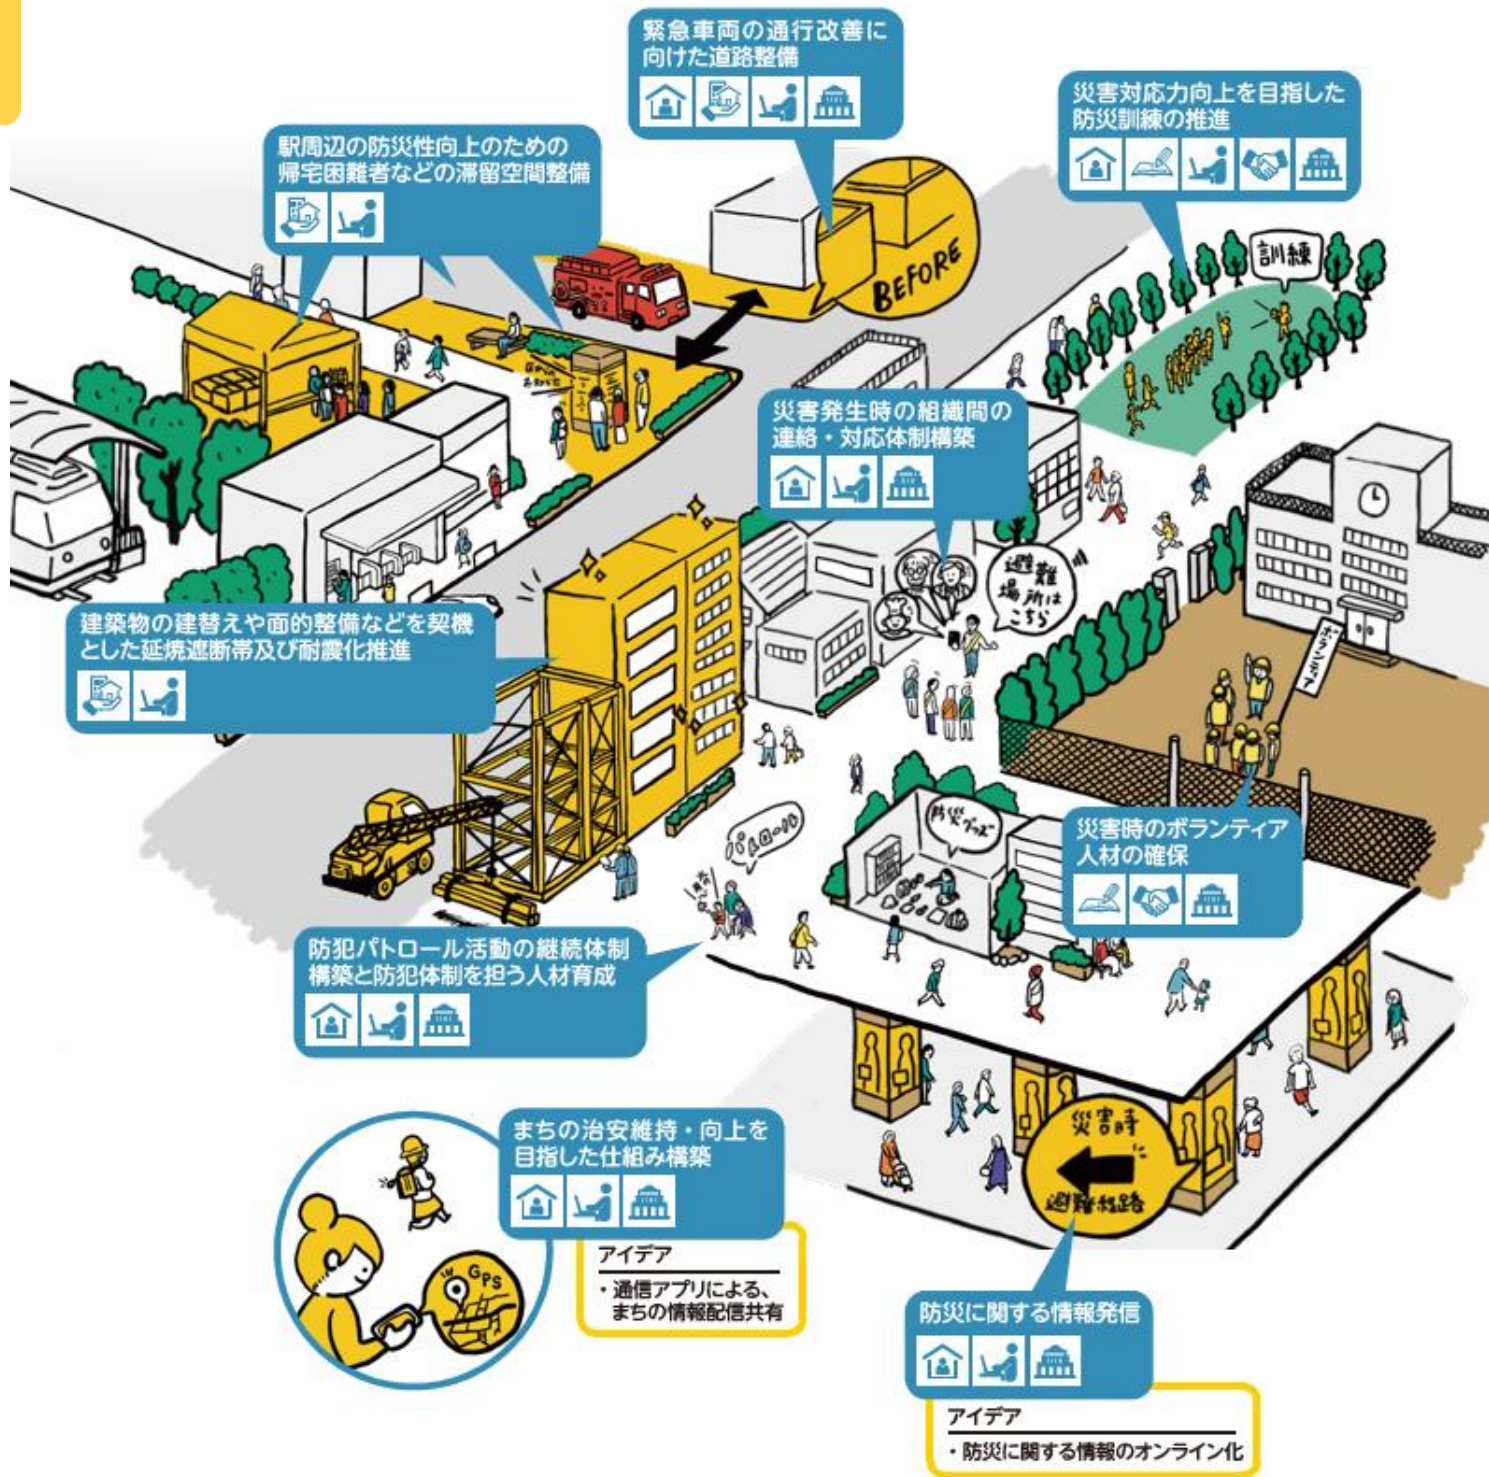 緊急車両の通行改善に
向けた道路整備
災害対応力向上を目指した
防災訓練の推進
駅周辺の防災性向上のための
帰宅困難者などの滞留空間整備
訓練
BEFORE
災害発生時の組織間の
連絡・対応体制構築
避難
場所は
こちら
建築物の建替えや面的整備などを契機
とした延焼遮断帯及び耐震化推進
ボランティア
防災グッズ
パトロール
災害時のボランティア
人材の確保
防犯パトロール活動の継続体制
構築と防犯体制を担う人材育成
まちの治安維持・向上を
目指した仕組み構築
アイデア
・通信アプリによる、
まちの情報配信共有
GPS
災害時
避難経路
防災に関する情報発信
アイデア
・防災に関する情報のオンライン化